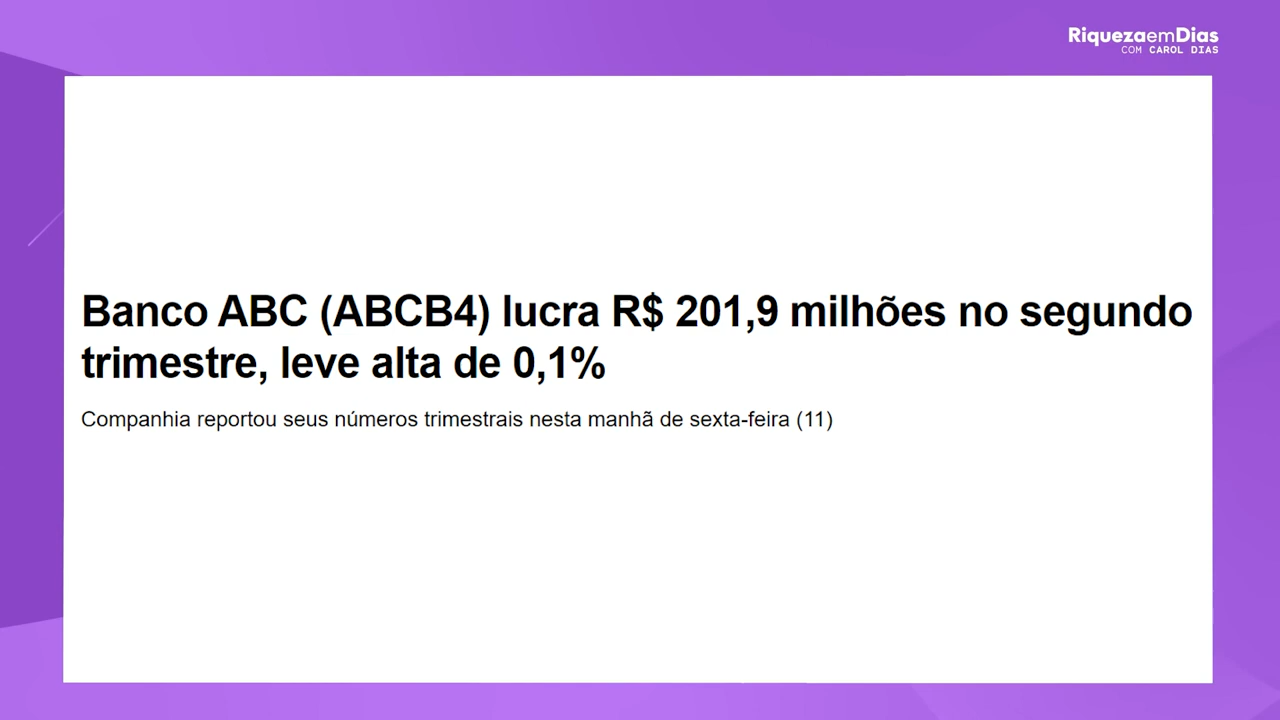 RiquezaemDias
COM CAROL DIAS
Banco ABC (ABCB4) lucra R$ 201,9 milhões no segundo
trimestre, leve alta de 0,1%
Companhia reportou seus números trimestrais nesta manhã de sexta-feira (11)